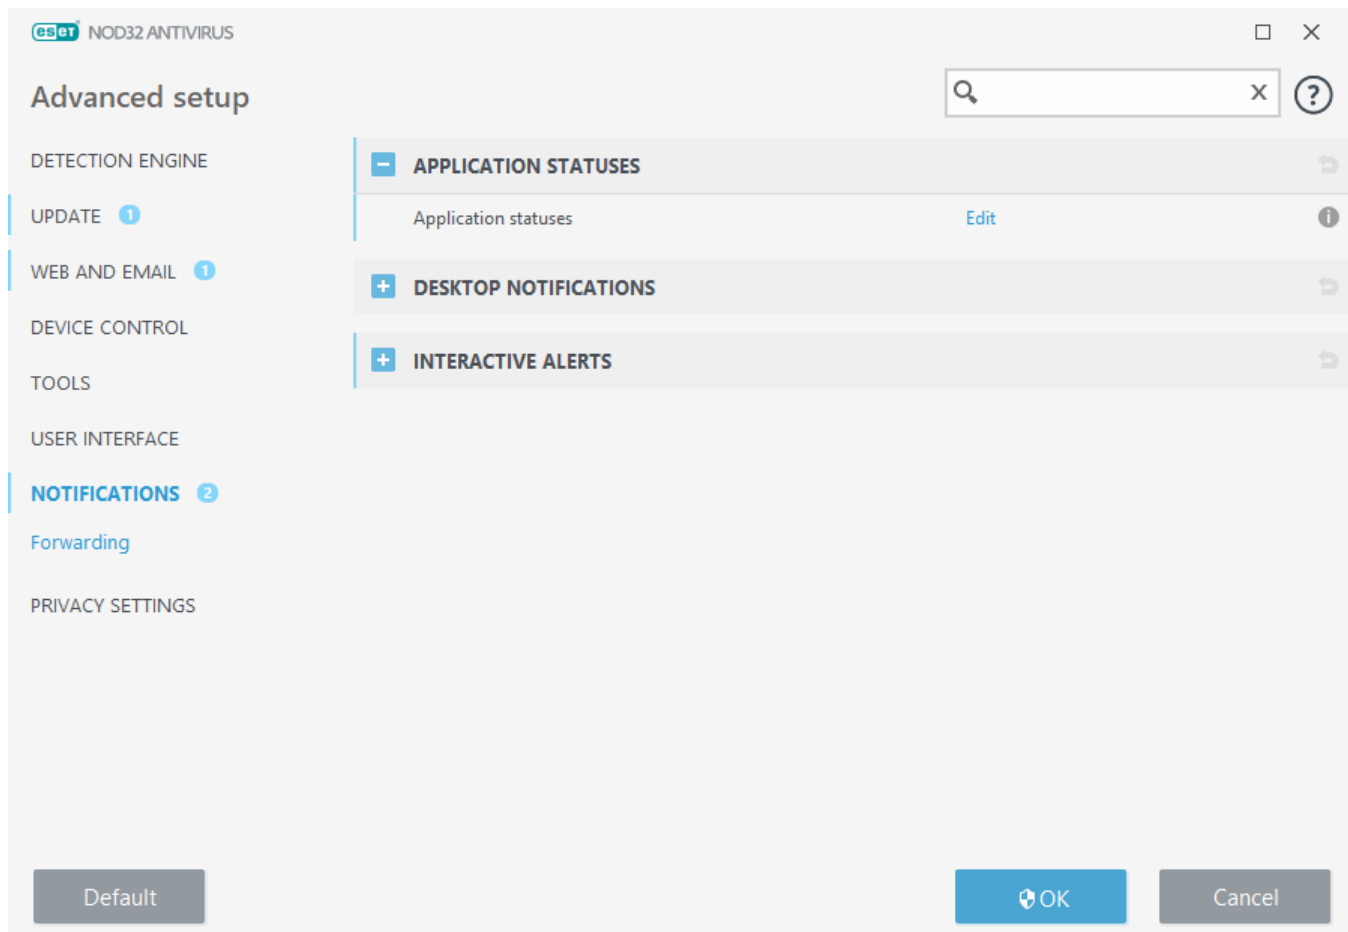 eseT NOD32 ANTIVIRUS
Advanced setup
X
?
DETECTION ENGINE
UPDATE 1
WEB AND EMAIL 1
DEVICE CONTROL
TOOLS
USER INTERFACE
NOTIFICATIONS 2
Forwarding
PRIVACY SETTINGS
APPLICATION STATUSES
Application statuses Edit i
DESKTOP NOTIFICATIONS
INTERACTIVE ALERTS
Default
OK
Cancel